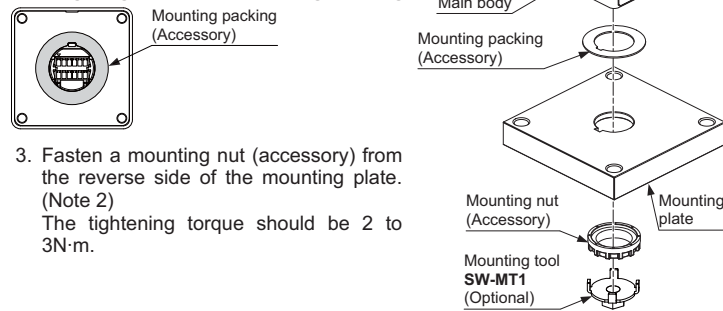 Mounting packing
(Accessory)
3. Fasten a mounting nut (accessory) from
the reverse side of the mounting plate.
(Note 2)
The tightening torque should be 2 to
3N·m.
Main body
Mounting packing
(Accessory)
Mounting
plate
Mounting nut
(Accessory)
Mounting tool
SW-MT1
(Optional)